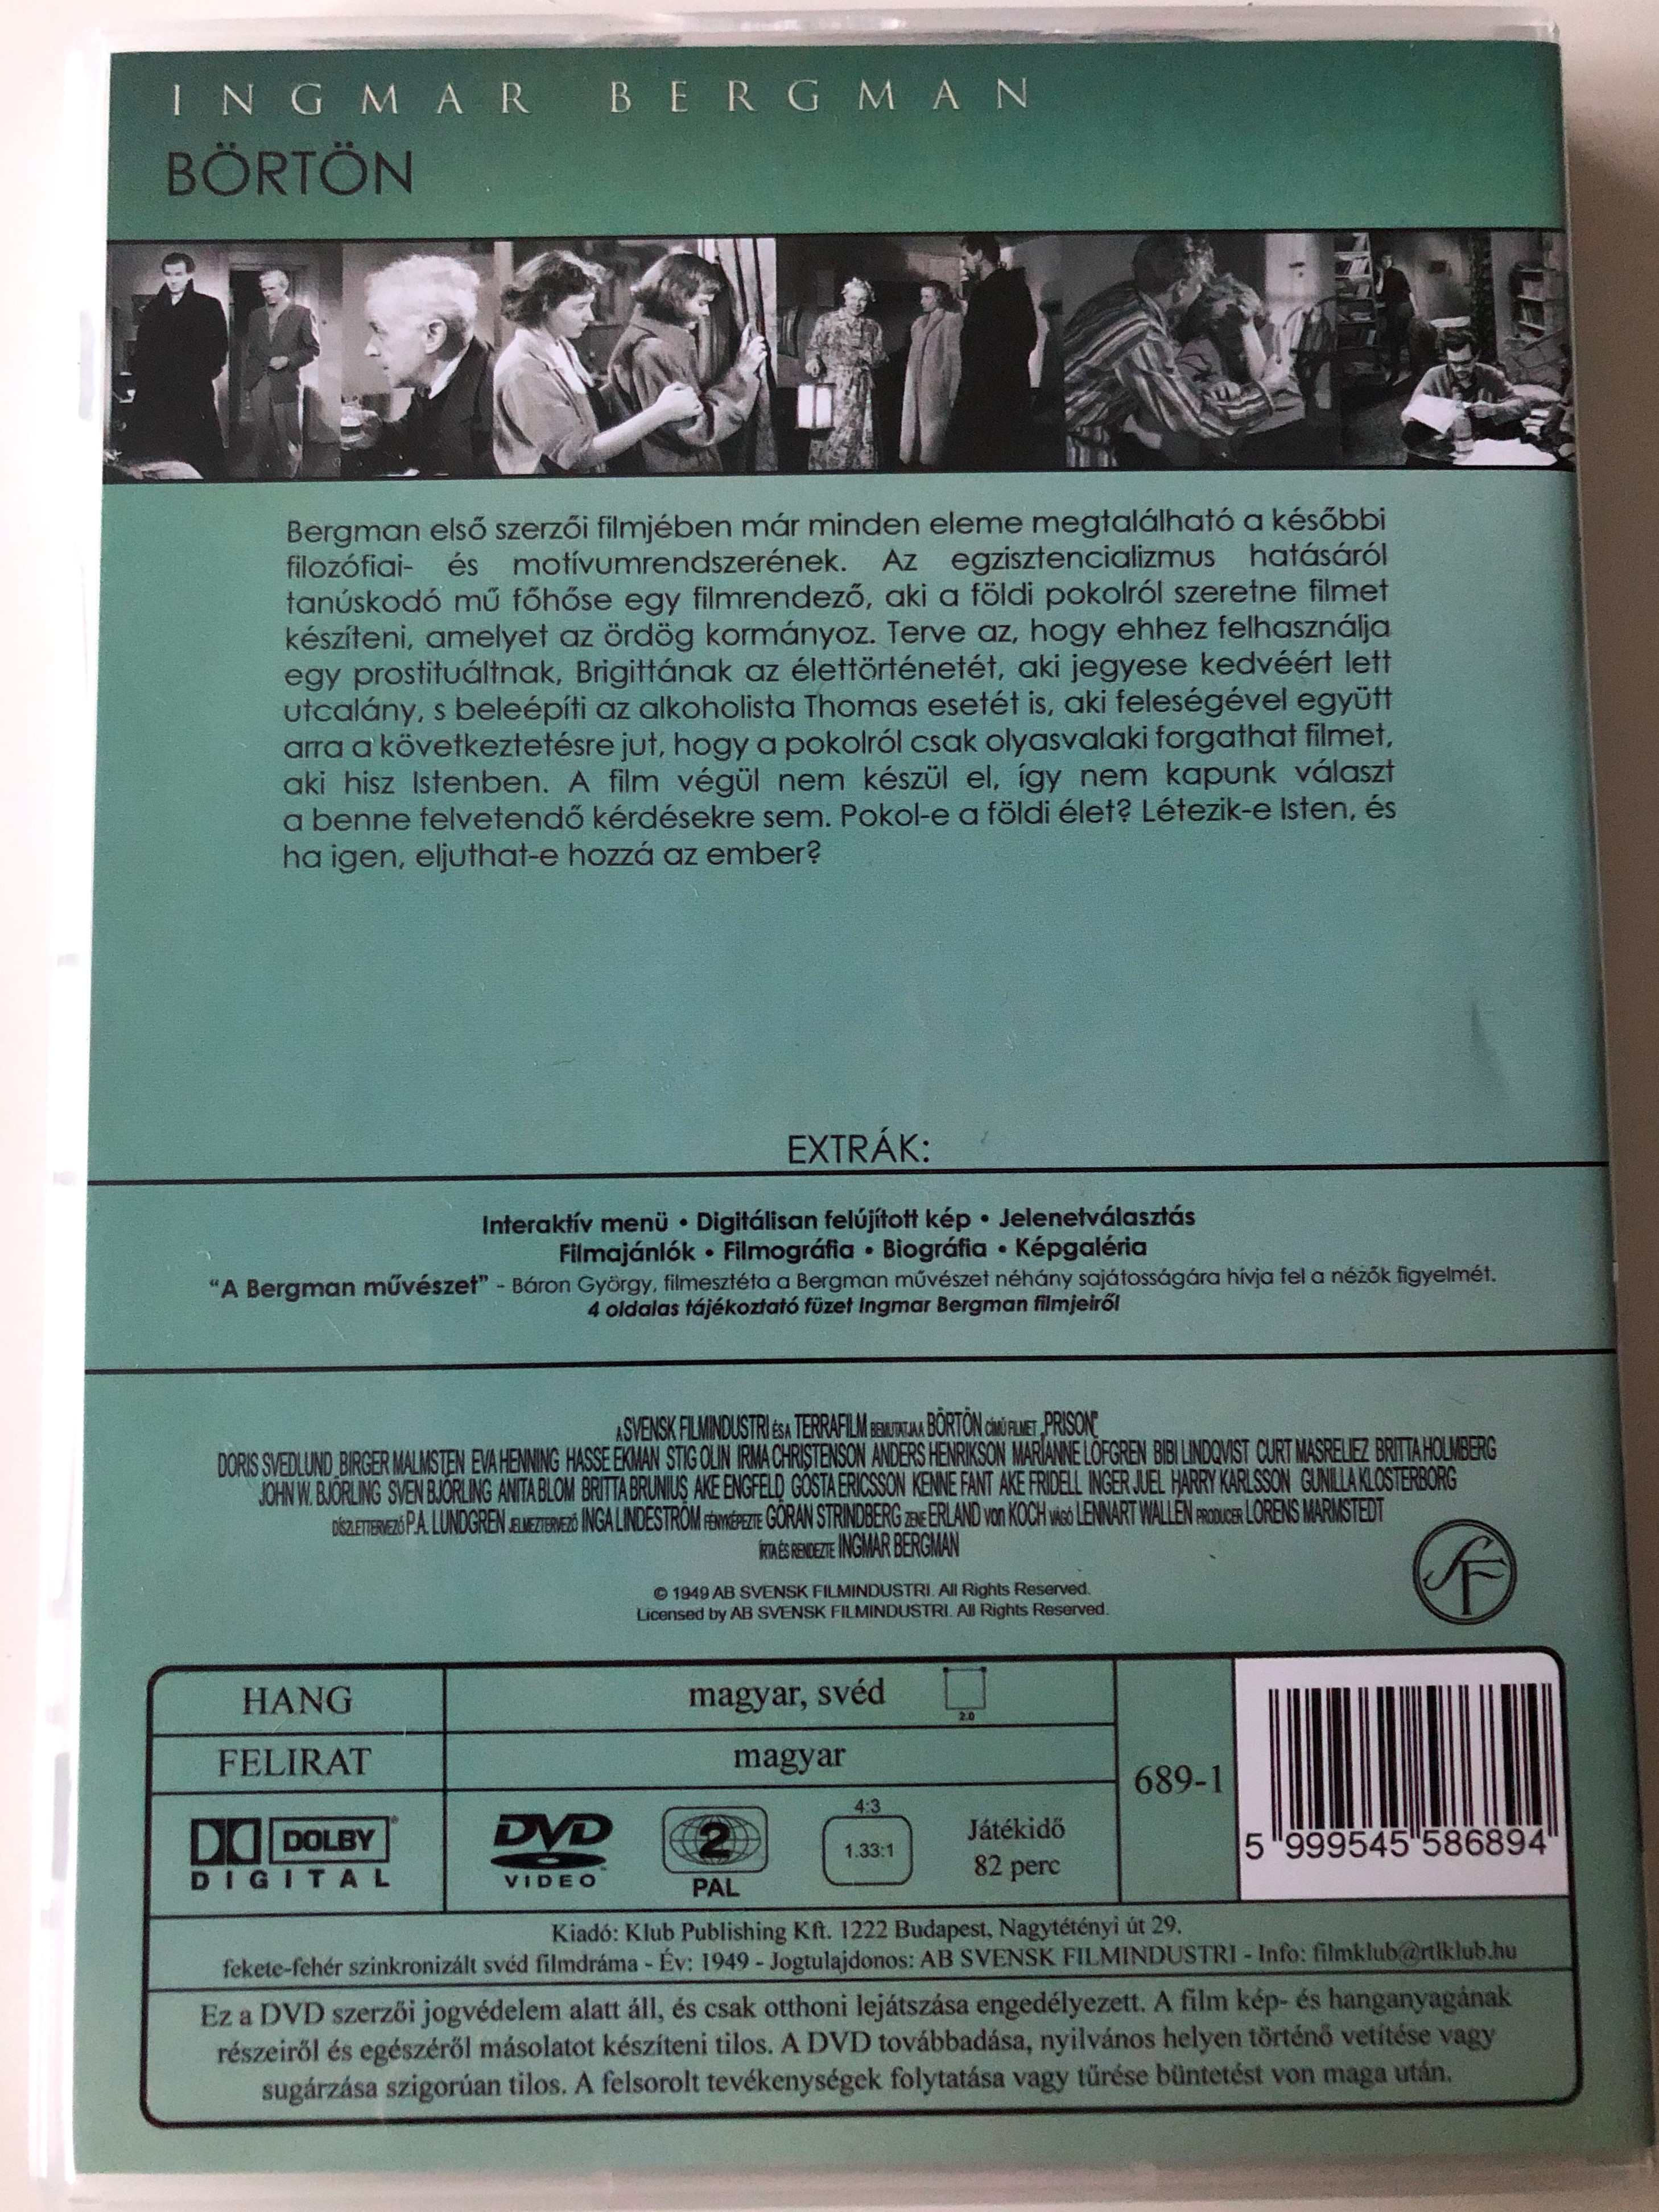 INGMAR BERGMAN
BÖRTÖN
Bergman első szerzői filmjében már minden eleme megtalálható a későbbi
filozófiai- és motívumrendszerének. Az egzisztencializmus hatásáról
tanúskodó mű főhőse egy filmrendező, aki a földi pokolról szeretne filmet
készíteni, amelyet az ördög kormányoz. Terve az, hogy ehhez felhasználja
egy prostituáltnak, Brigittának az élettörténetét, aki jegyese kedvéért lett
utcalány, s beleépíti az alkoholista Thomas esetét is, aki feleségével együtt
arra a következtetésre jut, hogy a pokolról csak olyasvalaki forgathat filmet,
aki hisz Istenben. A film végül nem készül el, így nem kapunk választ
a benne felvetendő kérdésekre sem. Pokol-e a földi élet? Létezik-e Isten, és
ha igen, eljuthat-e hozzá az ember?
EXTRÁK:
Interaktív menü • Digitálisan felújított kép • Jelenetválasztás
Filmajánlók • Filmográfia • Biográfia • Képgaléria
"A Bergman művészet" - Báron György, filmesztéta a Bergman művészet néhány sajátosságára hívja fel a nézők figyelmét.
4 oldalas tájékoztató füzet Ingmar Bergman filmjeiről
A SVENSK FILMINDUSTRI ÉS A TERRAFILM BEMUTATJA A BÖRTÖN CÍMŰ FILMET „PRISON”
DORIS SVEDLUND BIRGER MALMSTEN EVA HENNING HASSE EKMAN STIG OLIN IRMA CHRISTENSON ANDERS HENRIKSON MARIANNE LÖFGREN BIBI LINDQVIST CURT MASRELIEZ BRITTA HOLMBERG
JOHN W. BJÖRLING SVEN BJÖRLING ANITA BLOM BRITTA BRUNIUS AKE ENGFELD GÖSTA ERICSSON KENNE FANT AKE FRIDELL INGER JUEL HARRY KARLSSON GUNILLA KLOSTERBORG
DÍSZLETTERVEZŐ P.A. LUNDGREN JELMEZTERVEZŐ INGA LINDESTRÖM FÉNYKÉPEZTE GÖRAN STRINDBERG ZENE ERLAND von KOCH VÁGÓ LENNART WALLÉN PRODUCER LORENS MARMSTEDT
ÍRTA ÉS RENDEZTE INGMAR BERGMAN
© 1949 AB SVENSK FILMINDUSTRI. All Rights Reserved.
Licensed by AB SVENSK FILMINDUSTRI. All Rights Reserved.
SF
HANG magyar, svéd 2.0
FELIRAT magyar
689-1
DOLBY
DIGITAL
DVD
VIDEO
2
PAL
4:3
1.33:1
Játékidő
82 perc
5 999545 586894
Kiadó: Klub Publishing Kft. 1222 Budapest, Nagytétényi út 29.
fekete-fehér szinkronizált svéd filmdráma - Év: 1949 - Jogtulajdonos: AB SVENSK FILMINDUSTRI - Info: filmklub@rtlklub.hu
Ez a DVD szerzői jogvédelem alatt áll, és csak otthoni lejátszása engedélyezett. A film kép- és hanganyagának
részeiről és egészéről másolatot készíteni tilos. A DVD továbbadása, nyilvános helyen történő vetítése vagy
sugárzása szigorúan tilos. A felsorolt tevékenységek folytatása vagy tűrése büntetést von maga után.